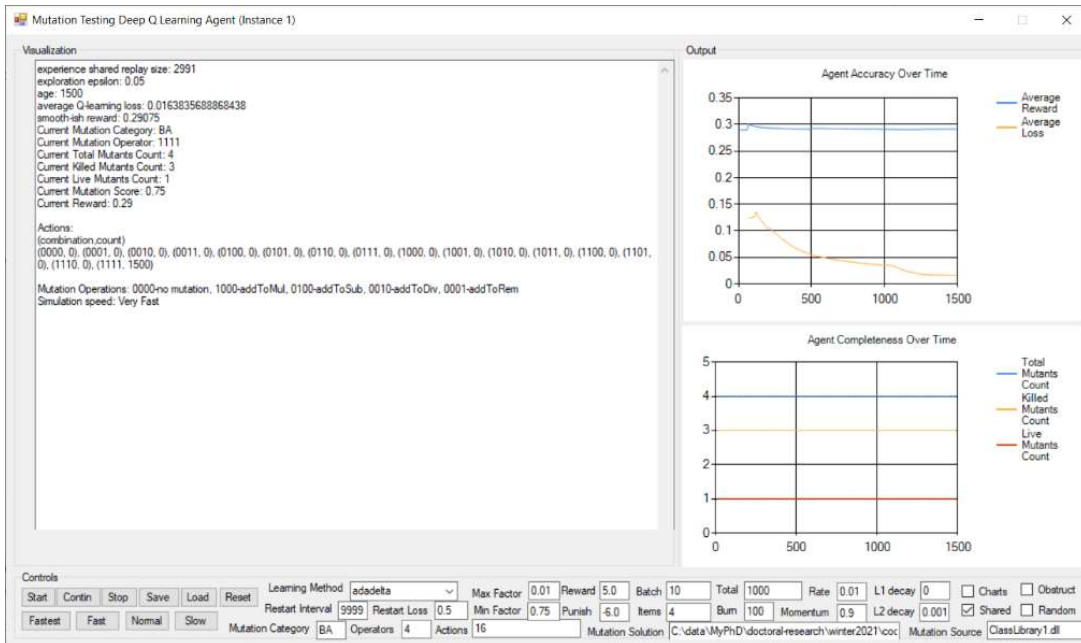 Mutation Testing Deep Q Learning Agent (Instance 1)
Visualization
experience shared replay size: 2991
exploration epsilon: 0.05
age: 1500
average Q-learning loss: 0.0163835688868438
smooth-ish reward: 0.29075
Current Mutation Category: BA
Current Mutation Operator: 1111
Current Total Mutants Count: 4
Current Killed Mutants Count: 3
Current Live Mutants Count: 1
Current Mutation Score: 0.75
Current Reward: 0.29
Actions:
(combination,count)
(0000, 0), (0001, 0), (0010, 0), (0011, 0), (0100, 0), (0101, 0), (0110, 0), (0111, 0), (1000, 0), (1001, 0), (1010, 0), (1011, 0), (1100, 0), (1101,
0), (1110, 0), (1111, 1500)
Mutation Operations: 0000-no mutation, 1000-addToMul, 0100-addToSub, 0010-addToDiv, 0001-addToRem
Simulation speed: Very Fast
Output
Agent Accuracy Over Time
0.35
0.3
0.25
0.2
0.15
0.1
0.05
0
0 500 1000 1500
Average
Reward
Average
Loss
Agent Completeness Over Time
5
4
3
2
1
0
0 500 1000 1500
Total
Mutants
Count
Killed
Mutants
Count
Live
Mutants
Count
Controls
Start Contin Stop Save Load Reset Learning Method adadelta Max Factor 0.01 Reward 5.0 Batch 10 Total 1000 Rate 0.01 L1 decay 0 Charts Obstruct
Restart Interval 9999 Restart Loss 0.5 Min Factor 0.75 Punish -6.0 Items 4 Burn 100 Momentum 0.9 L2 decay 0.001 Shared Random
Fastest Fast Normal Slow Mutation Category BA Operators 4 Actions 16 Mutation Solution C:\data\MyPhD\doctoral-research\winter2021\coc Mutation Source ClassLibrary1.dll